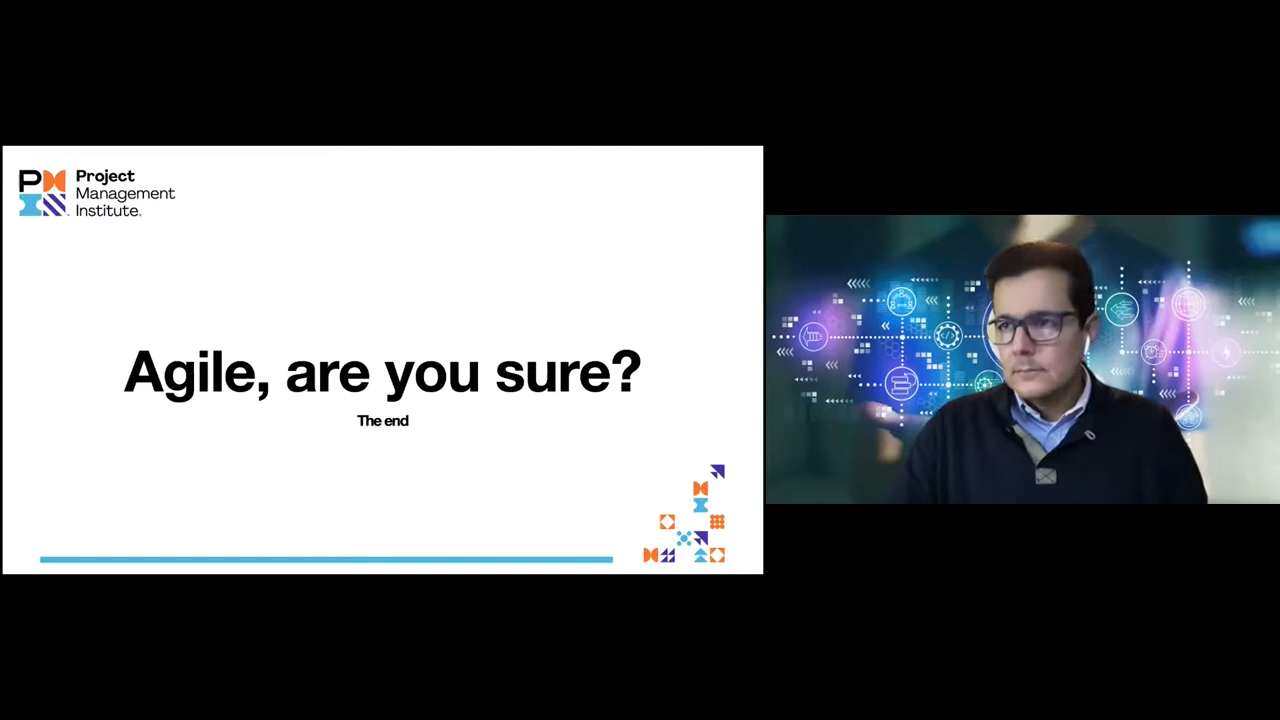 Project
Management
Institute.
Agile, are you sure?
The end